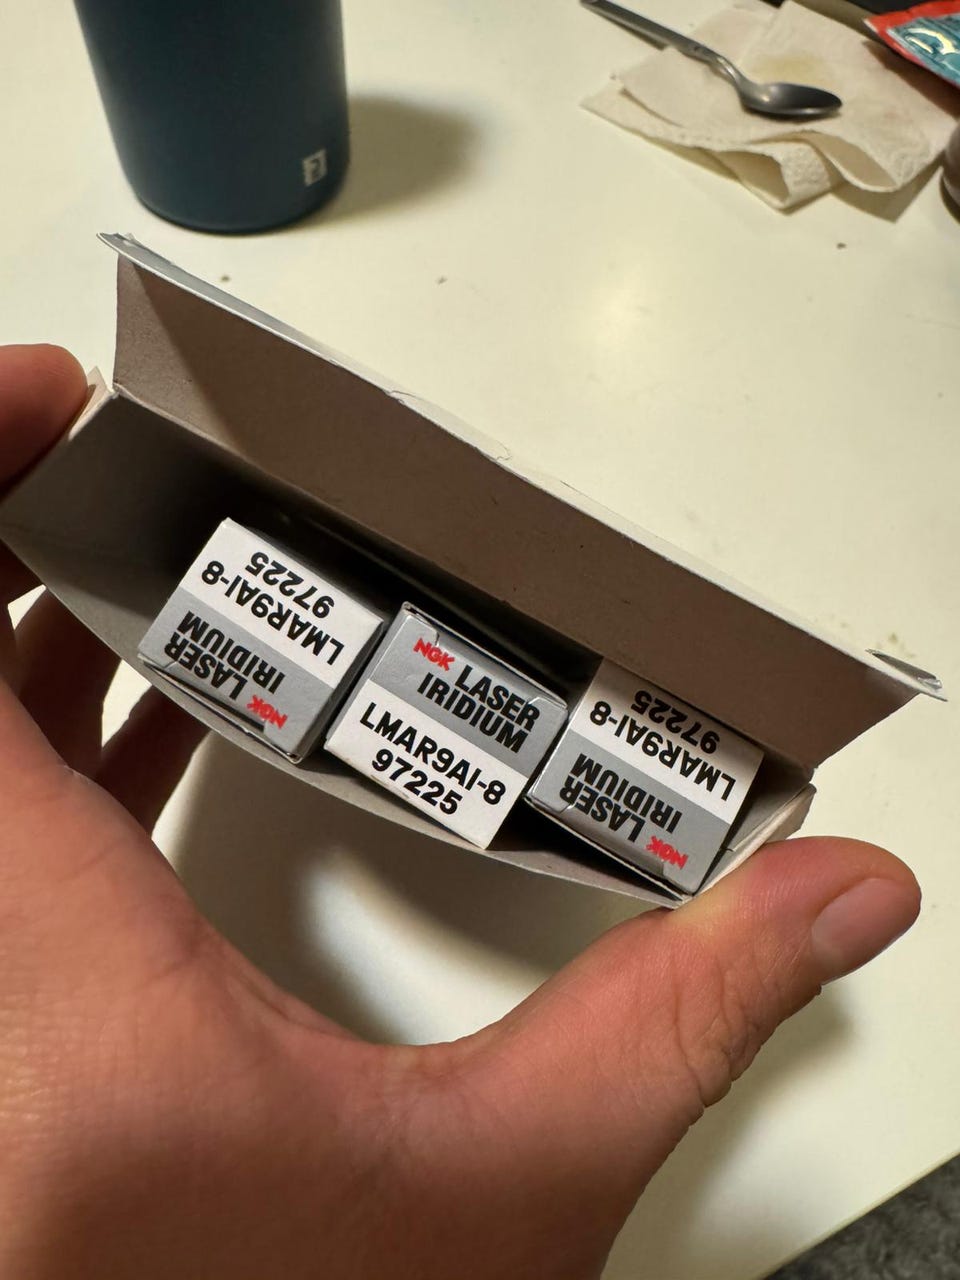 97225
LMAR9AI-8
LASER
IRIDIUM
NGK
NGK
LASER
IRIDIUM
LMAR9AI-8
97225
97225
LMAR9AI-8
LASER
IRIDIUM
NGK